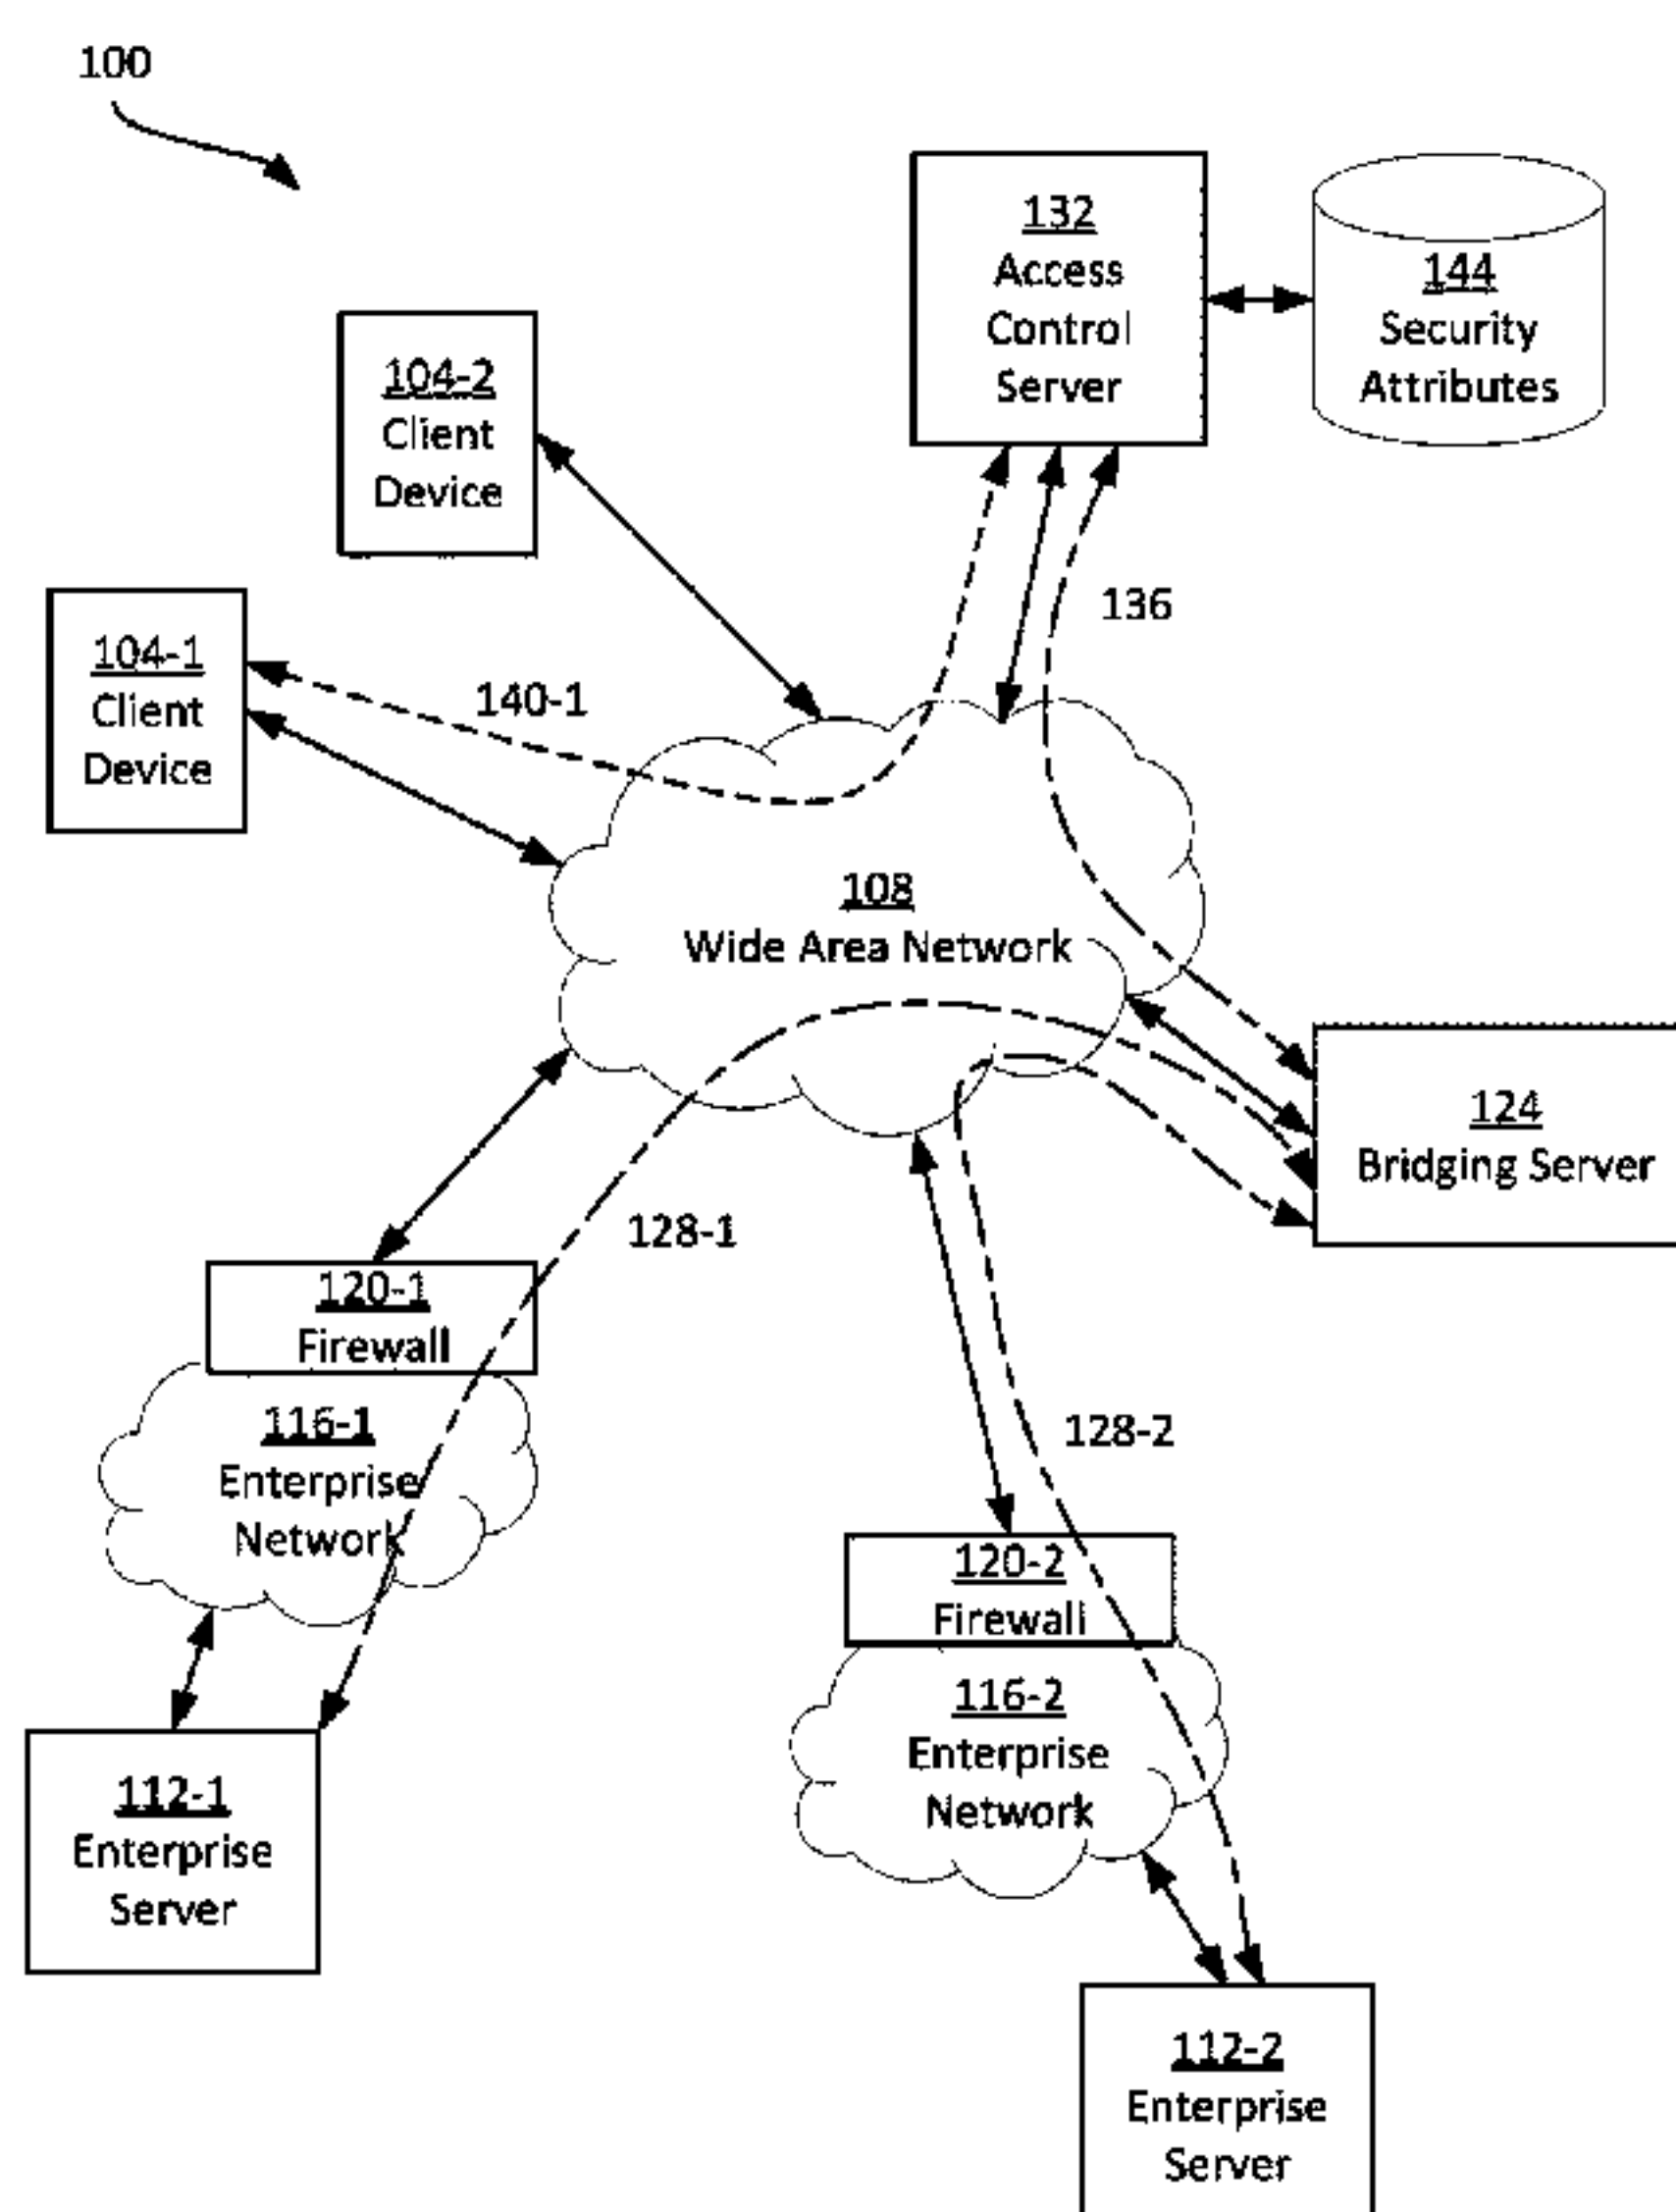 100
132
Access
Control
Server
144
Security
Attributes
104-2
Client
Device
136
104-1
Client
Device
140-1
108
Wide Area Network
124
Bridging Server
128-1
120-1
Firewall
116-1
Enterprise
Network
128-2
120-2
Firewall
116-2
Enterprise
Network
112-1
Enterprise
Server
112-2
Enterprise
Server